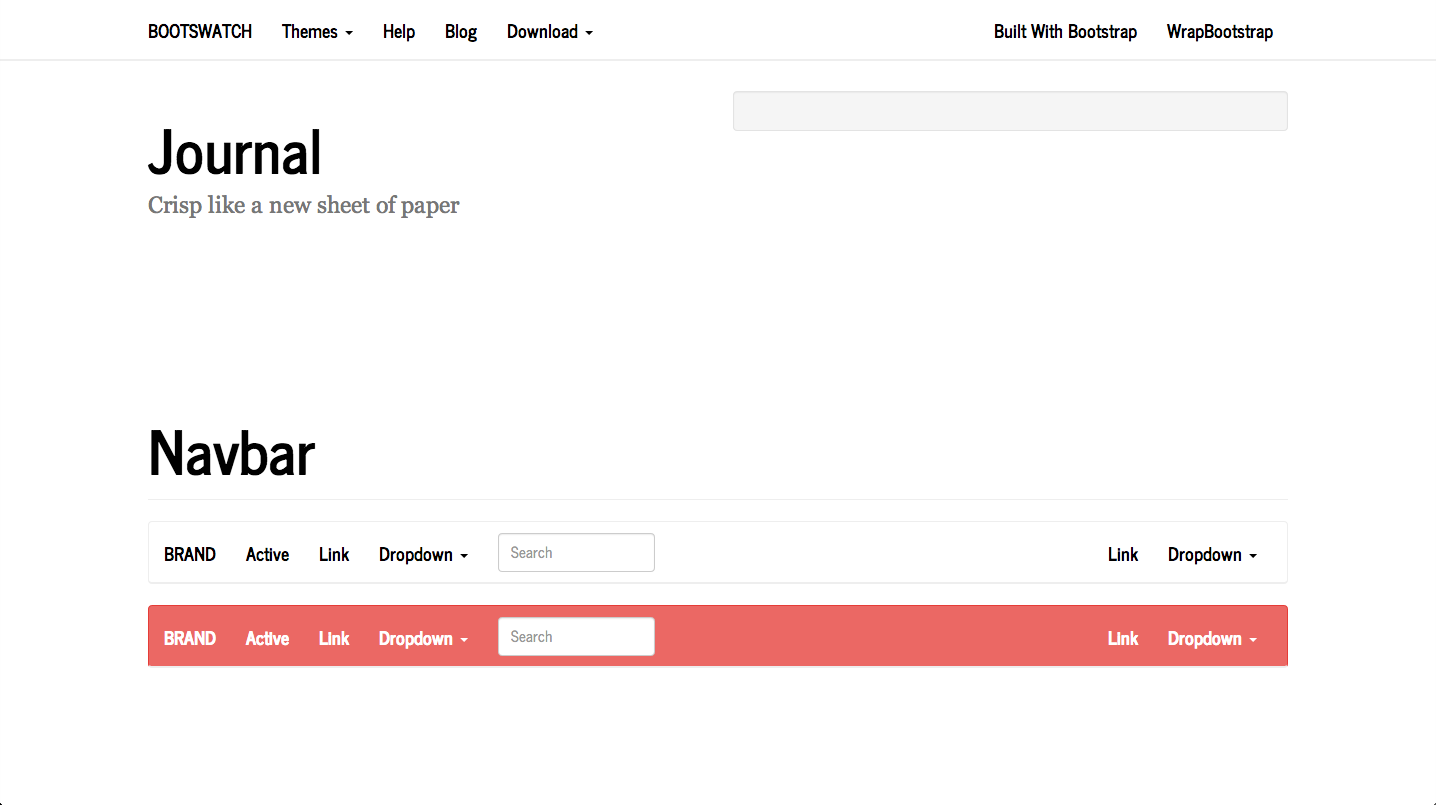 BOOTSWATCH Themes Help Blog Download Built With Bootstrap WrapBootstrap
Journal
Crisp like a new sheet of paper
Navbar
BRAND Active Link Dropdown Search Link Dropdown
BRAND Active Link Dropdown Search Link Dropdown